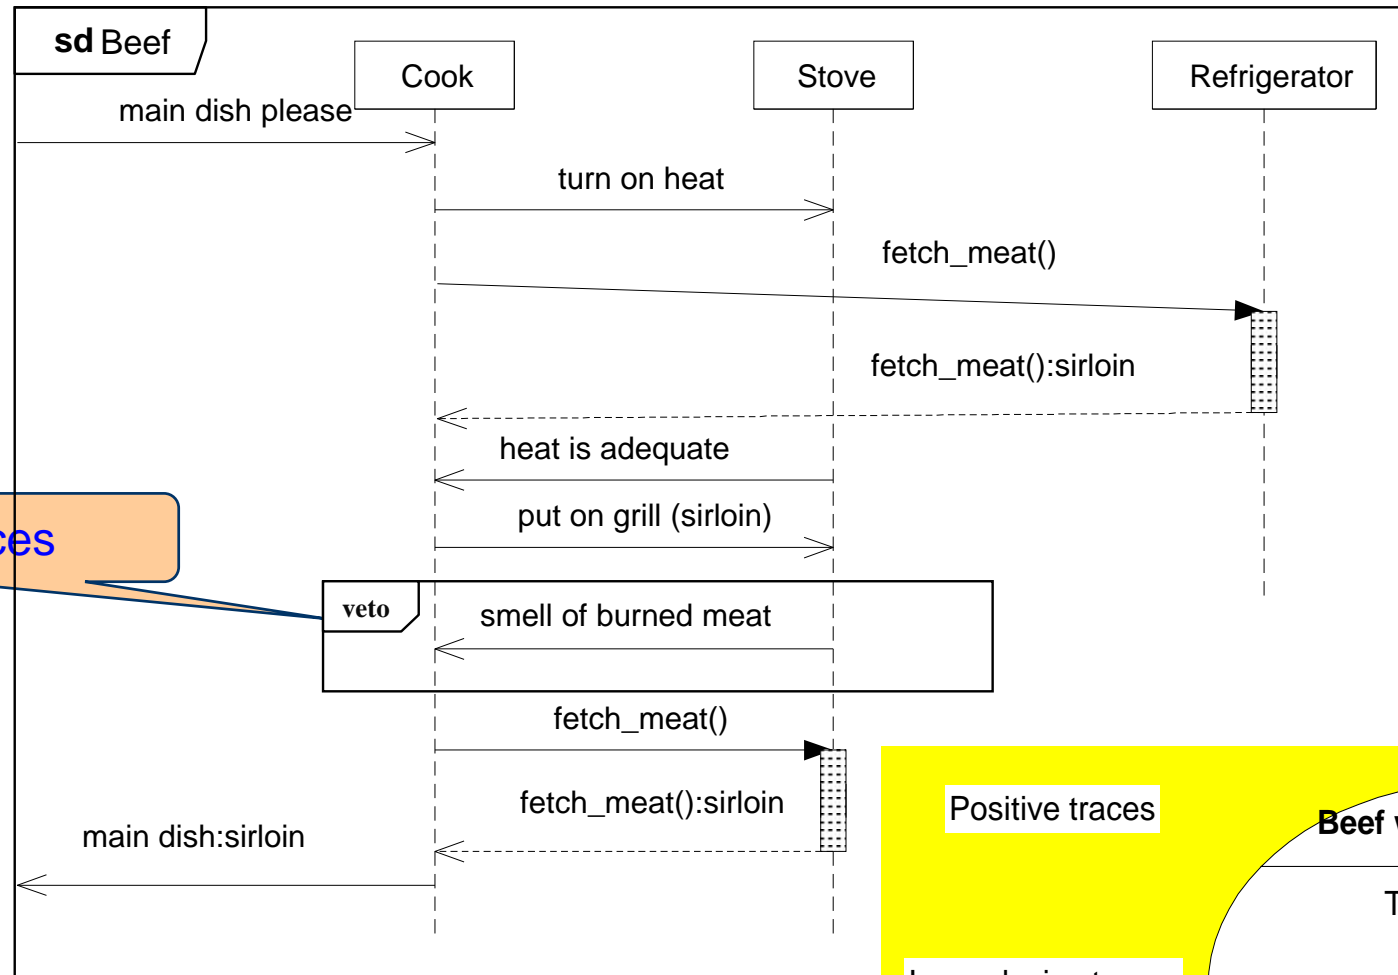 sd Beef
Cook
Stove
Refrigerator
main dish please
turn on heat
fetch_meat()
fetch_meat():sirloin
heat is adequate
put on grill (sirloin)
veto
smell of burned meat
fetch_meat()
fetch_meat():sirloin
Positive traces
Beef
main dish:sirloin